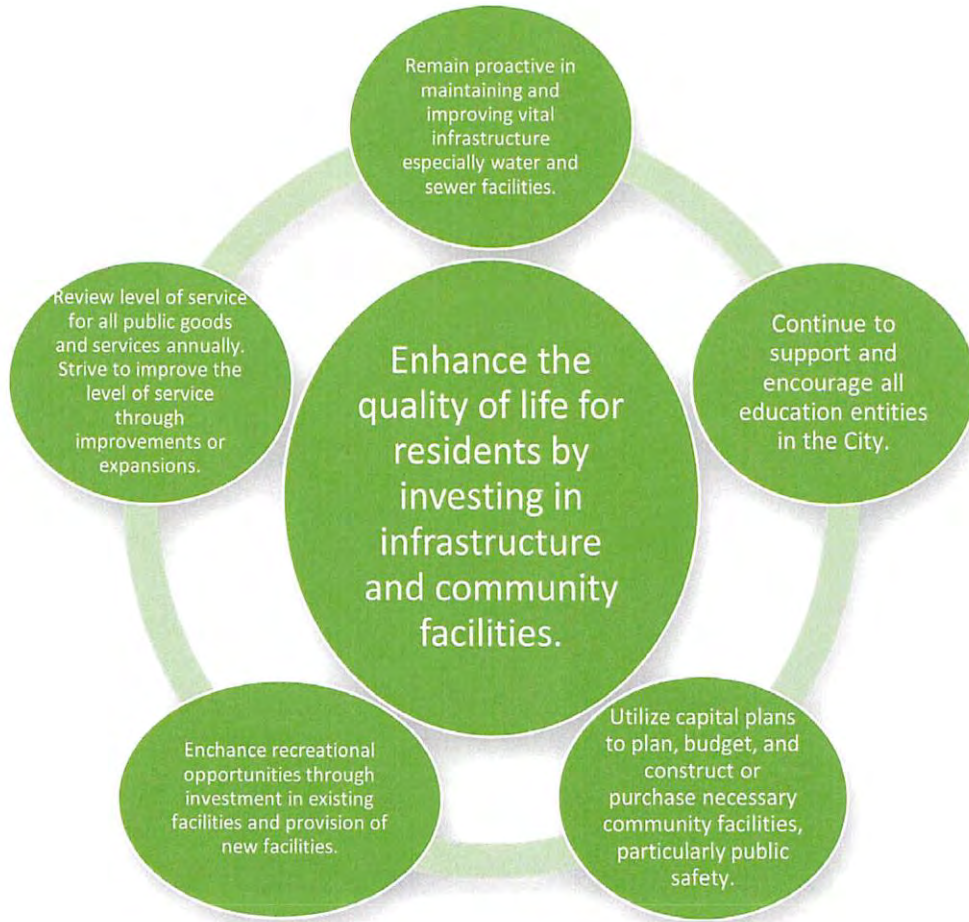 Remain proactive in
maintaining and
improving vital
infrastructure
especially water and
sewer facilities.
Review level of service
for all public goods
and services annually.
Strive to improve the
level of service
through
improvements or
expansions.
Enhance the
quality of life for
residents by
investing in
infrastructure
and community
facilities.
Continue to
support and
encourage all
education entities
in the City.
Enchance recreational
opportunities through
investment in existing
facilities and provision of
new facilities.
Utilize capital plans
to plan, budget, and
construct or
purchase necessary
community facilities,
particularly public
safety.